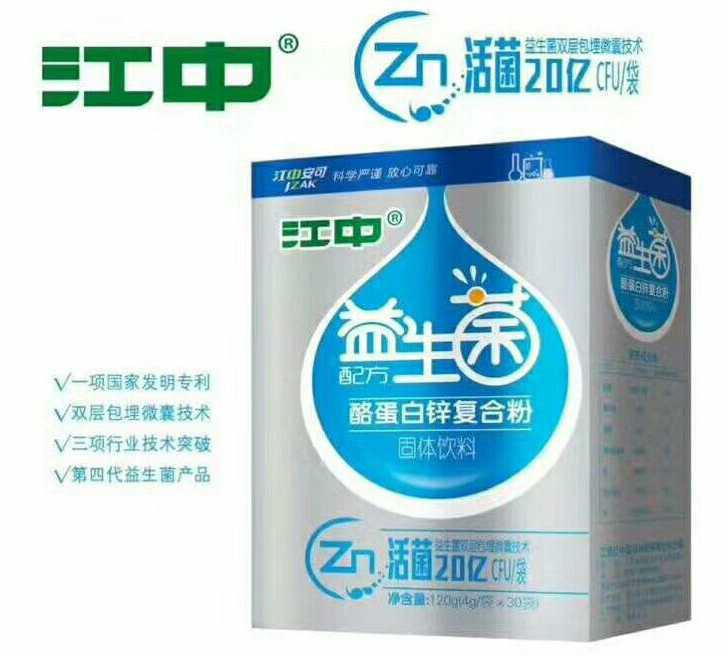 江中®
Zn 活菌20亿 CFU/袋
益生菌双层包埋微囊技术
江中安可
JZAK
科学严谨 放心可靠
江中®
益生菌
配方
酪蛋白锌复合粉
固体饮料
Zn 活菌20亿 CFU/袋
益生菌双层包埋微囊技术
净含量:120g(4g/袋×30袋)
益生菌
配方
酪蛋白锌复合粉
固体饮料
√一项国家发明专利
√双层包埋微囊技术
√三项行业技术突破
√第四代益生菌产品